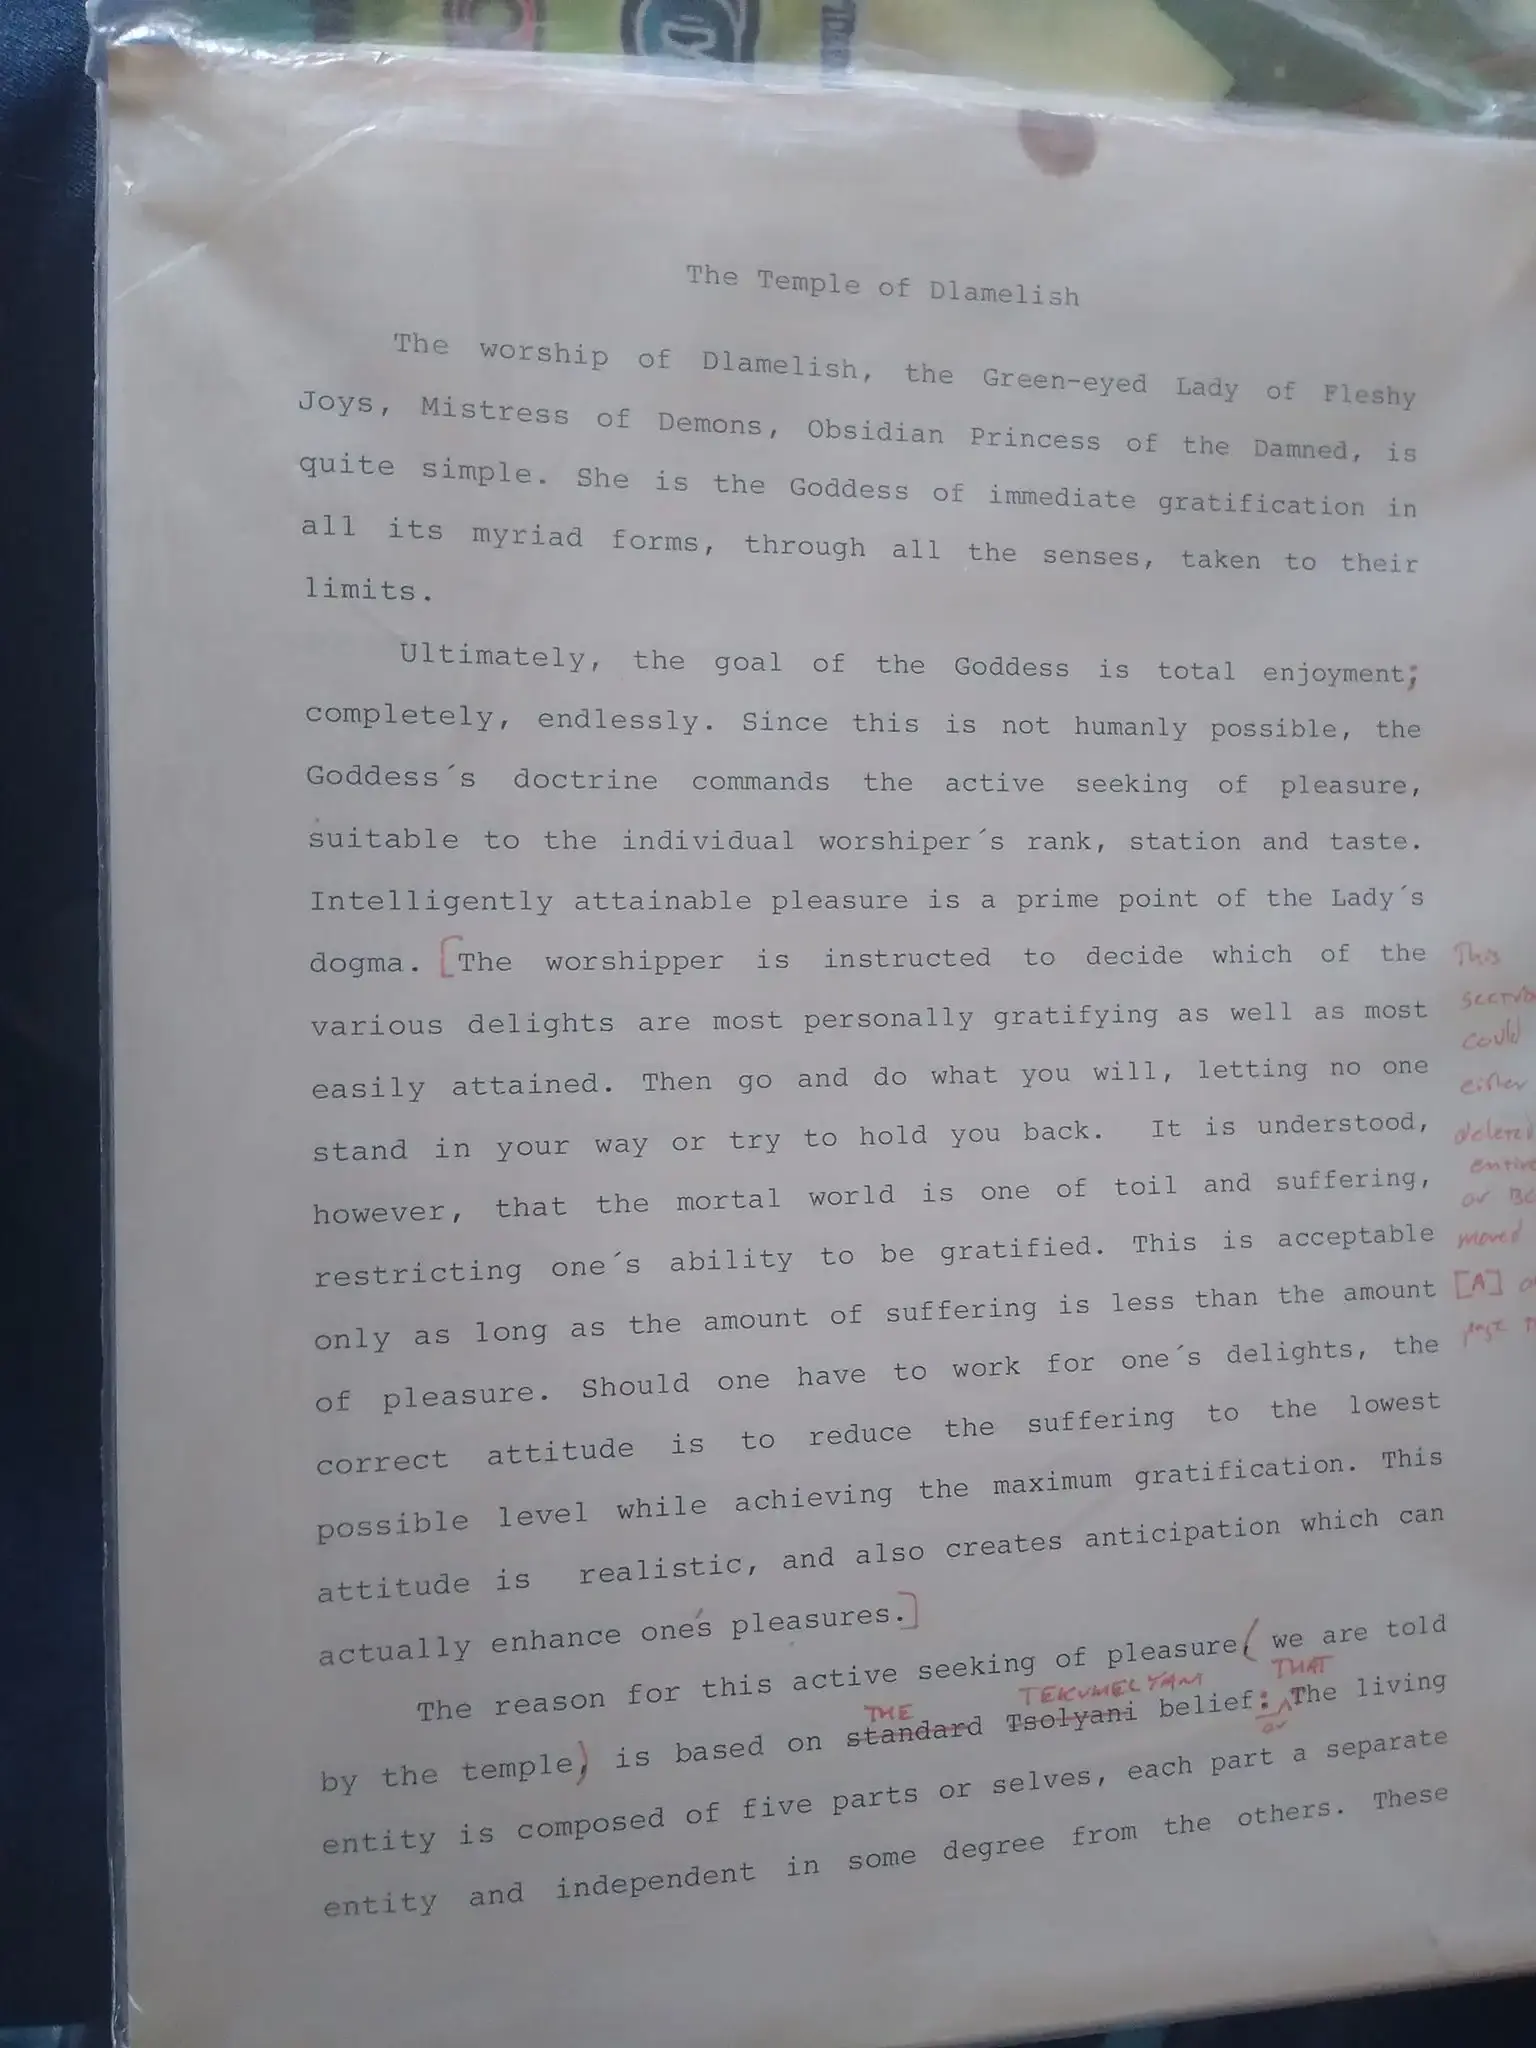 The Temple of Dlamelish
The worship of Dlamelish, the Green-eyed Lady of Fleshy
Joys, Mistress of Demons, Obsidian Princess of the Damned, is
quite simple. She is the Goddess of immediate gratification in
all its myriad forms, through all the senses, taken to their
limits.
Ultimately, the goal of the Goddess is total enjoyment;
completely, endlessly. Since this is not humanly possible, the
Goddess´s doctrine commands the active seeking of pleasure,
suitable to the individual worshiper´s rank, station and taste.
Intelligently attainable pleasure is a prime point of the Lady´s
dogma. [The worshipper is instructed to decide which of the
various delights are most personally gratifying as well as most
easily attained. Then go and do what you will, letting no one
stand in your way or try to hold you back. It is understood,
however, that the mortal world is one of toil and suffering,
restricting one´s ability to be gratified. This is acceptable
only as long as the amount of suffering is less than the amount
of pleasure. Should one have to work for one´s delights, the
correct attitude is to reduce the suffering to the lowest
possible level while achieving the maximum gratification. This
attitude is realistic, and also creates anticipation which can
actually enhance one's pleasures.]
The reason for this active seeking of pleasure( we are told
THE TEKUMELYAM THAT
by the temple) is based on standard Tsolyani belief: The living
or
entity is composed of five parts or selves, each part a separate
entity and independent in some degree from the others. These
This
could
either
or
moved
[A]